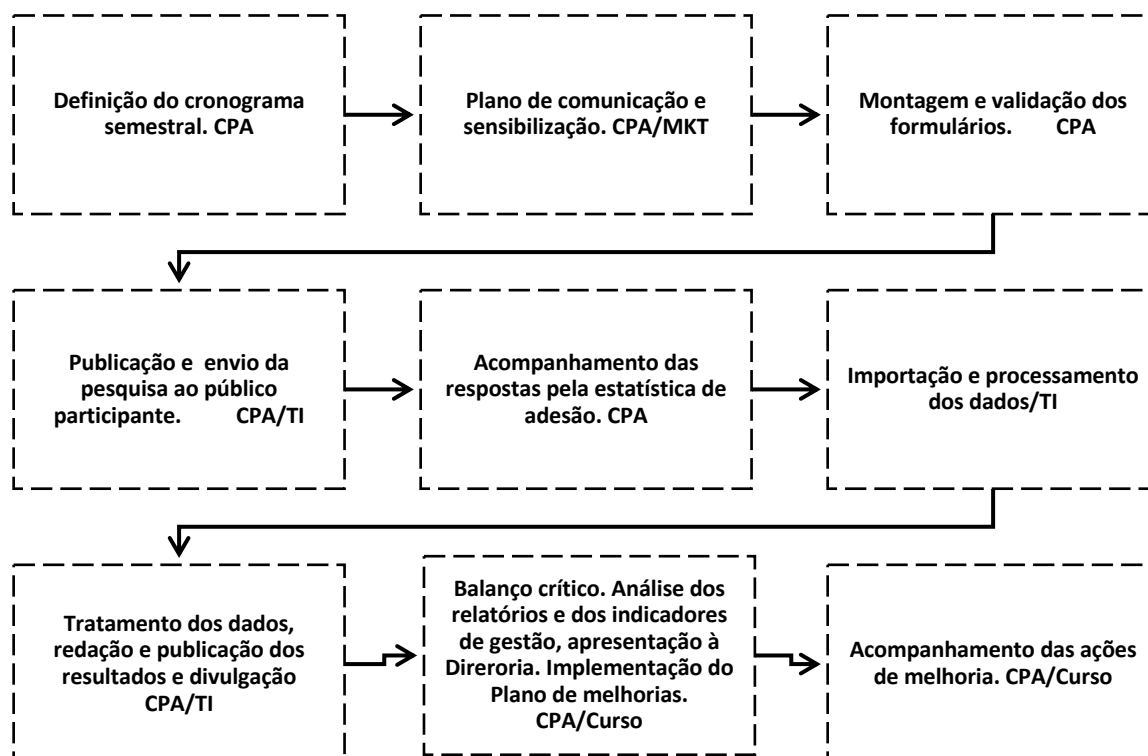 Definição do cronograma
semestral. CPA
Plano de comunicação e
sensibilização. CPA/MKT
Montagem e validação dos
formulários. CPA
Publicação e envio da
pesquisa ao público
participante. CPA/TI
Acompanhamento das
respostas pela estatística de
adesão. CPA
Importação e processamento
dos dados/TI
Tratamento dos dados,
redação e publicação dos
resultados e divulgação
CPA/TI
Balanço crítico. Análise dos
relatórios e dos indicadores
de gestão, apresentação à
Direroria. Implementação do
Plano de melhorias.
CPA/Curso
Acompanhamento das ações
de melhoria. CPA/Curso